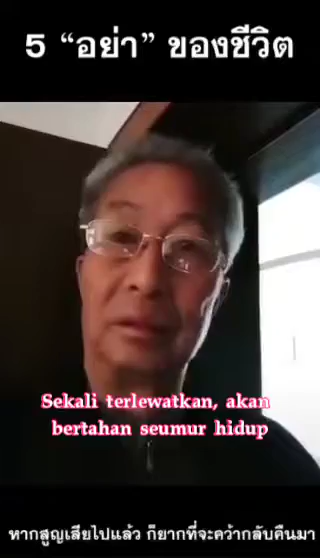 5 “อย่า” ของชีวิต
Sekali terlewatkan, akan
bertahan seumur hidup
หากสูญเสียไปแล้ว ก็ยากที่จะคว้ากลับคืนมา